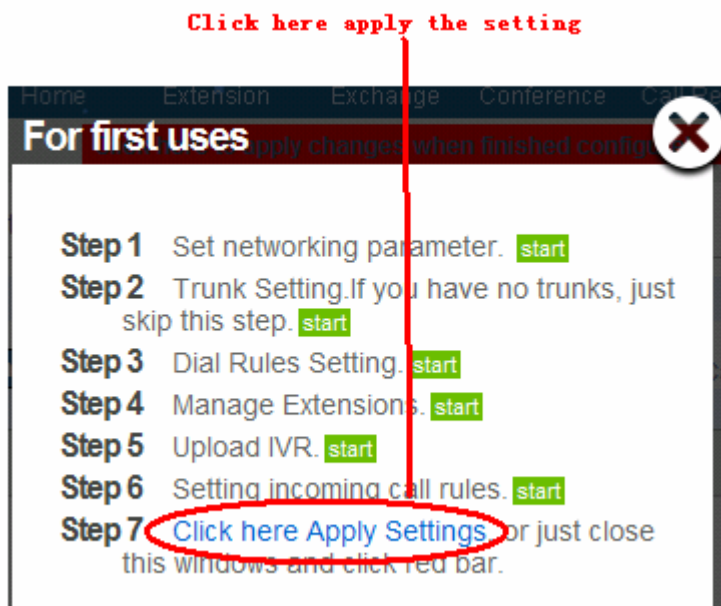 Click here apply the setting
Home Extension Exchange Conference Call Re
For first uses
apply changes when finished config
Step 1 Set networking parameter. start
Step 2 Trunk Setting.If you have no trunks, just
skip this step. start
Step 3 Dial Rules Setting. start
Step 4 Manage Extensions. start
Step 5 Upload IVR. start
Step 6 Setting incoming call rules. start
Step 7 Click here Apply Settings, or just close
this windows and click red bar.